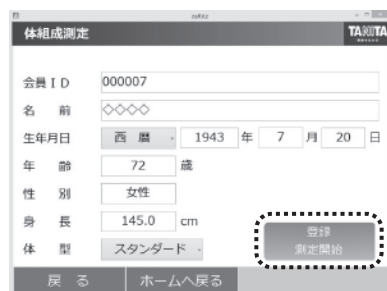 体組成測定
TANITA
会員ID 000007
名 前 ◇◇◇◇
生年月日 西 暦 1943 年 7 月 20 日
年 齢 72 歳
性 別 女性
身 長 145.0 cm
体 型 スタンダード
登録
測定開始
戻 る ホームへ戻る